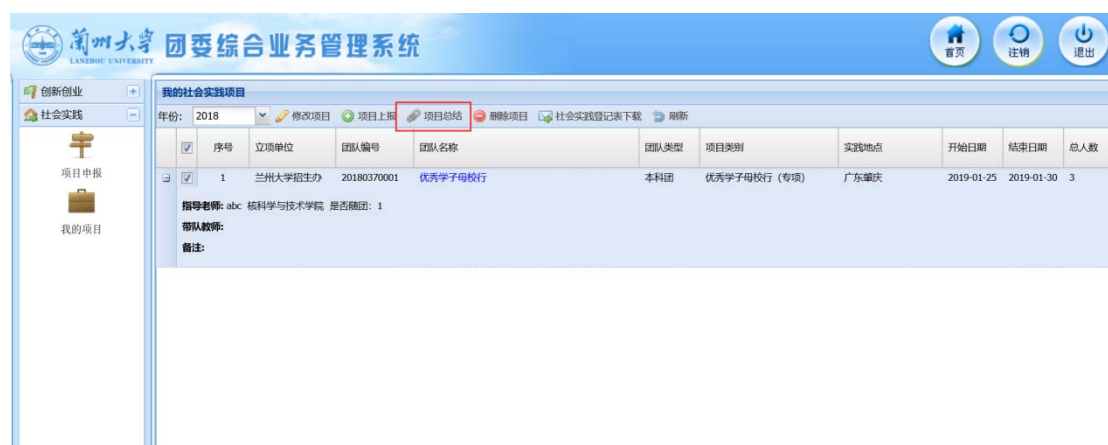 蘭州大学 团委综合业务管理系统
LANZHOU UNIVERSITY
首页 注销 退出
创新创业
社会实践
项目申报
我的项目
我的社会实践项目
年份: 2018 修改项目 项目上报 项目总结 删除项目 社会实践登记表下载 刷新
序号 立项单位 团队编号 团队名称 团队类型 项目类别 实践地点 开始日期 结束日期 总人数
1 兰州大学招生办 20180370001 优秀学子母校行 本科团 优秀学子母校行（专项） 广东肇庆 2019-01-25 2019-01-30 3
指导老师: abc 核科学与技术学院 是否随团: 1
带队教师:
备注: